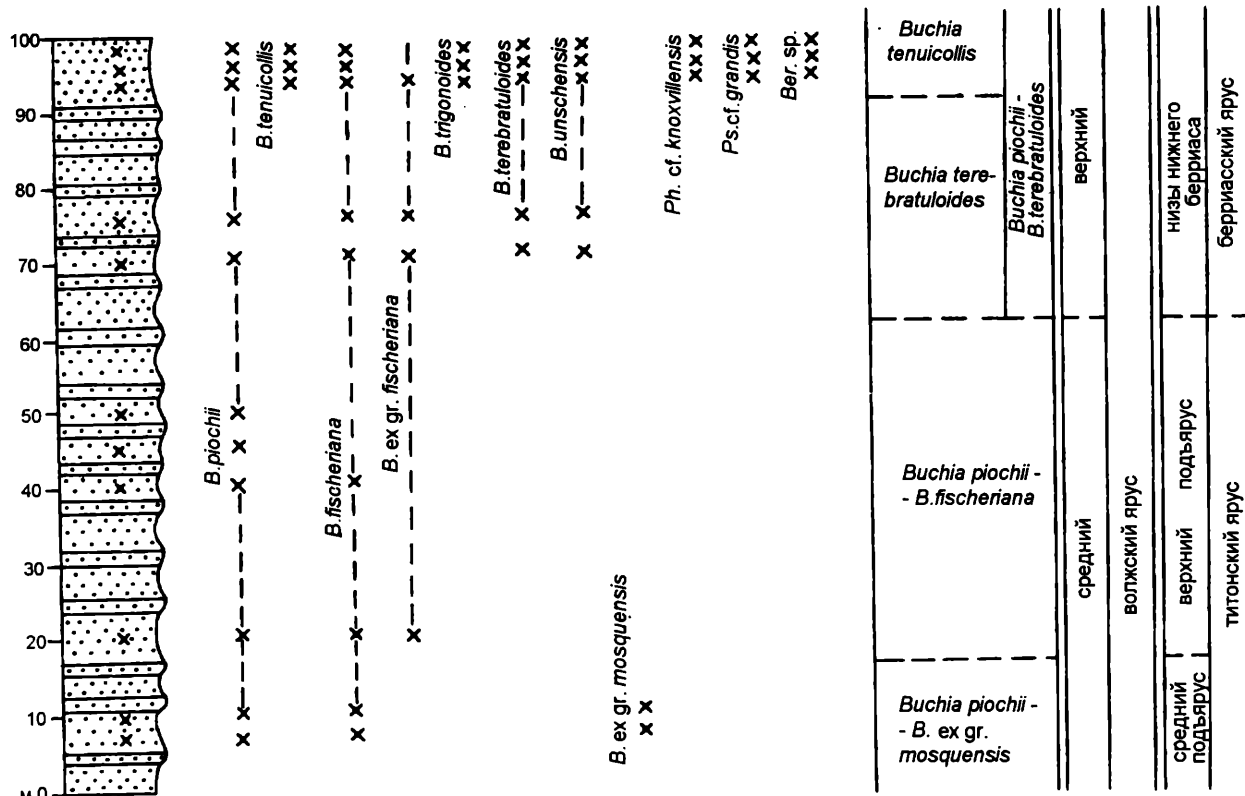 100
90
80
70
60
50
40
30
20
10
м 0
B.piochii
B.tenuicollis
B.fischeriana
B. ex gr. fischeriana
B.trigonoides
B.terebratuloides
B.unschensis
B. ex gr. mosquensis
Ph. cf. knoxvillensis
Ps.cf. grandis
Ber. sp.
Buchia
tenuicollis
Buchia tere-
bratuloides
Buchia piochii -
B.terebratuloides
Buchia piochii -
- B.fischeriana
Buchia piochii -
- B. ex gr.
mosquensis
верхний
средний
волжский ярус
низы нижнего
берриаса
верхний подъярус
средний
подъярус
берриасский ярус
титонский ярус